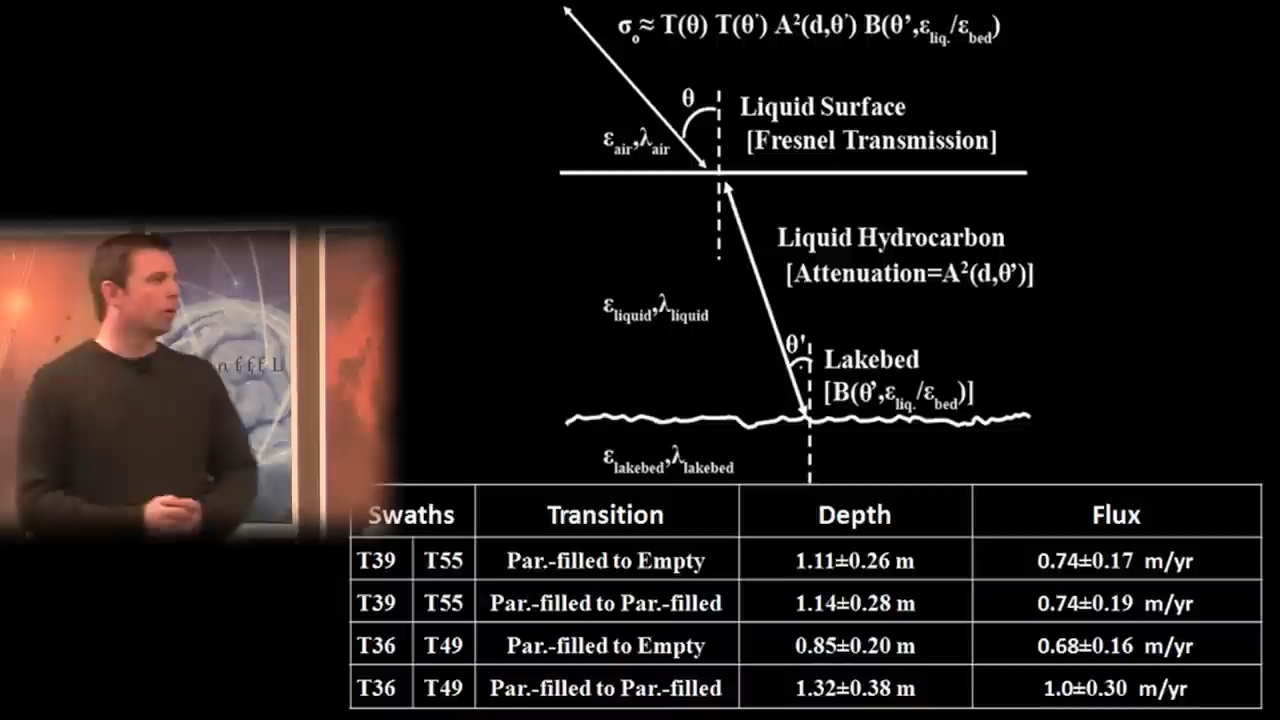 σo≈ T(θ) T(θ') A²(d,θ') B(θ',εliq./εbed)
θ
Liquid Surface
εair,λair
[Fresnel Transmission]
Liquid Hydrocarbon
[Attenuation=A²(d,θ')]
εliquid,λliquid
θ'
Lakebed
[B(θ',εliq./εbed)]
εlakebed,λlakebed
Swaths Transition Depth Flux
T39 T55 Par.-filled to Empty 1.11±0.26 m 0.74±0.17 m/yr
T39 T55 Par.-filled to Par.-filled 1.14±0.28 m 0.74±0.19 m/yr
T36 T49 Par.-filled to Empty 0.85±0.20 m 0.68±0.16 m/yr
T36 T49 Par.-filled to Par.-filled 1.32±0.38 m 1.0±0.30 m/yr